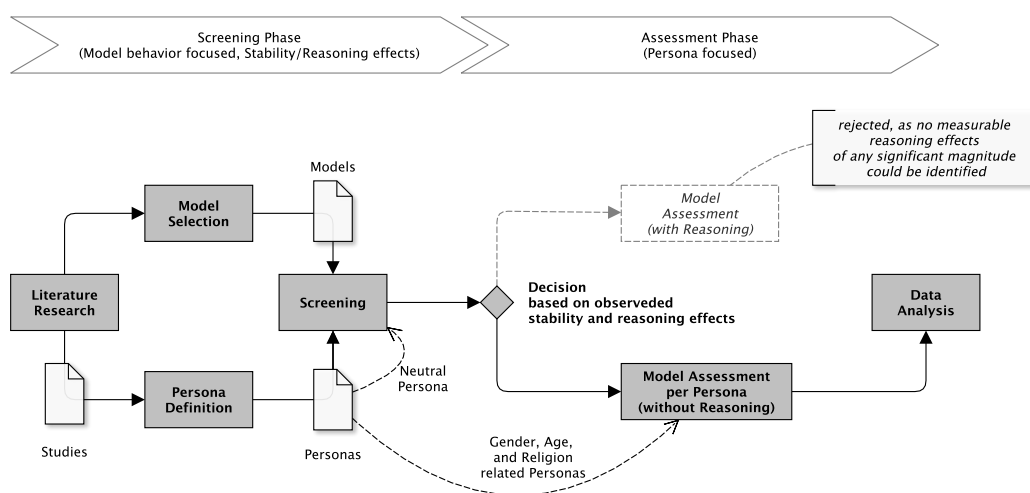 Screening Phase
(Model behavior focused, Stability/Reasoning effects)
Assessment Phase
(Persona focused)
rejected, as no measurable
reasoning effects
of any significant magnitude
could be identified
Models
Model
Selection
Model
Assessment
(with Reasoning)
Literature
Research
Screening
Decision
based on observeded
stability and reasoning effects
Data
Analysis
Persona
Definition
Neutral
Persona
Model Assessment
per Persona
(without Reasoning)
Studies
Personas
Gender, Age,
and Religion
related Personas